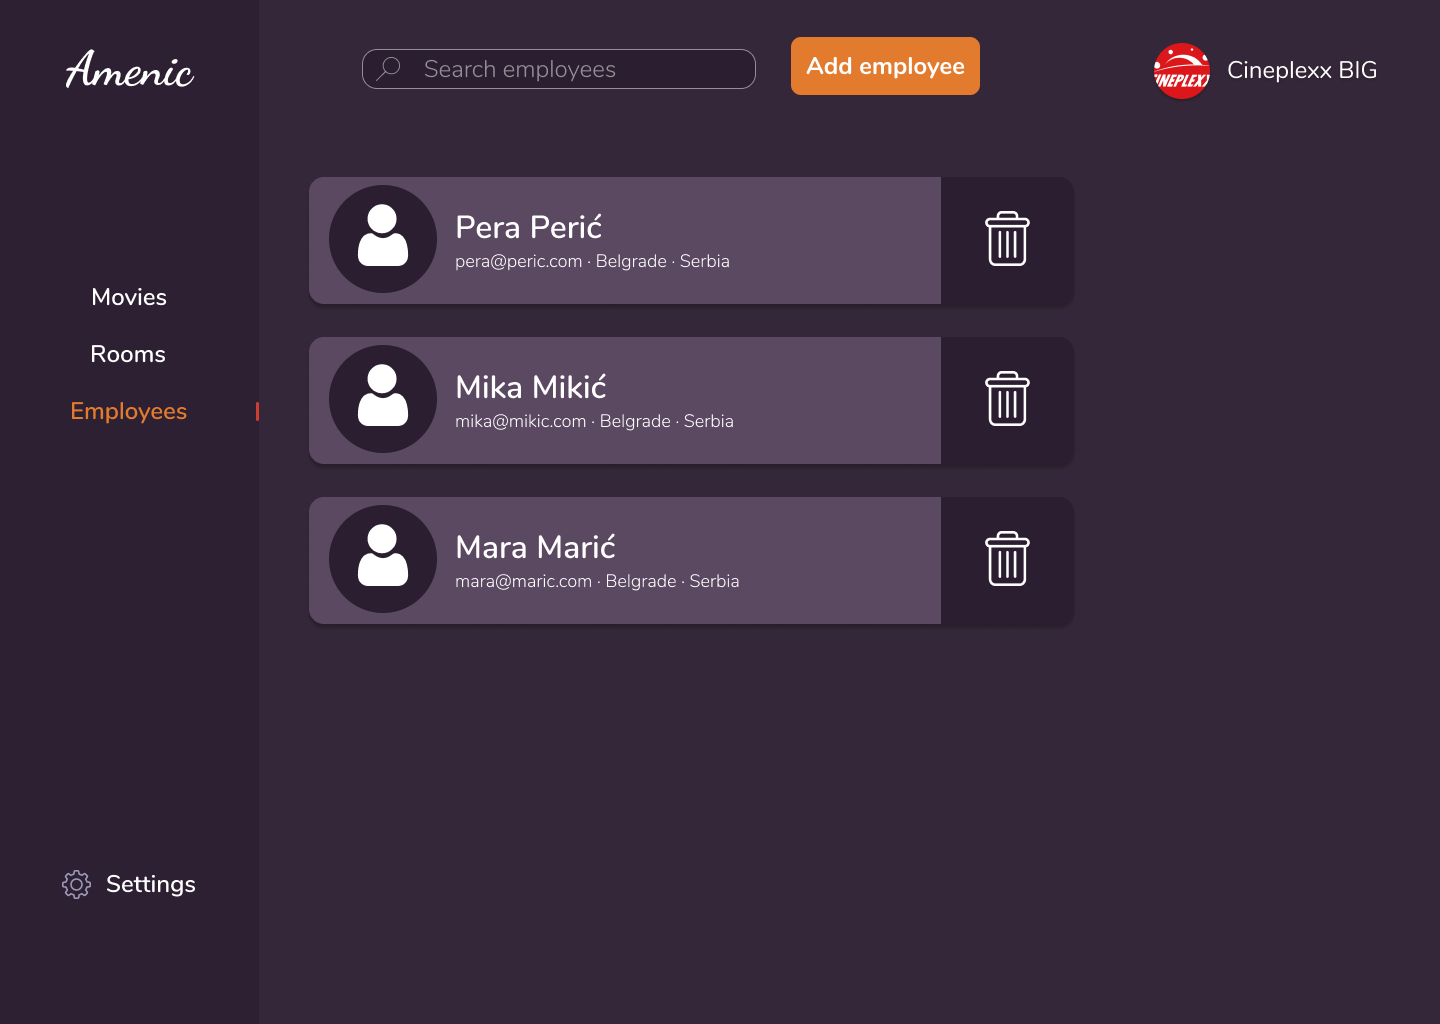 Amenic
Search employees
Add employee
Cineplexx BIG
Movies
Rooms
Employees
Settings
Pera Perić
pera@peric.com · Belgrade · Serbia
Mika Mikić
mika@mikic.com · Belgrade · Serbia
Mara Marić
mara@maric.com · Belgrade · Serbia